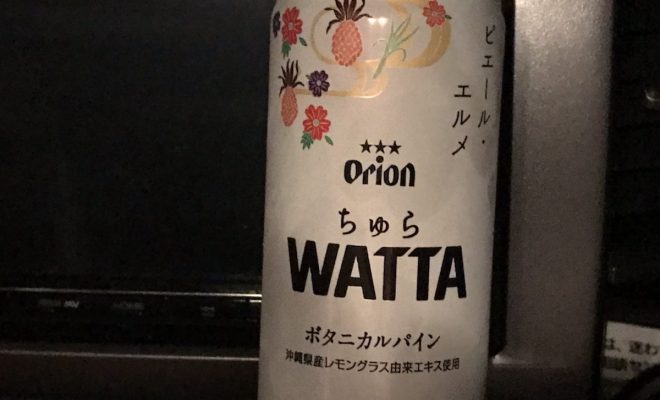 ピエール・
エルメ
★★★
Orion
ちゅら
WATTA
ボタニカルパイン
沖縄県産レモングラス由来エキス使用